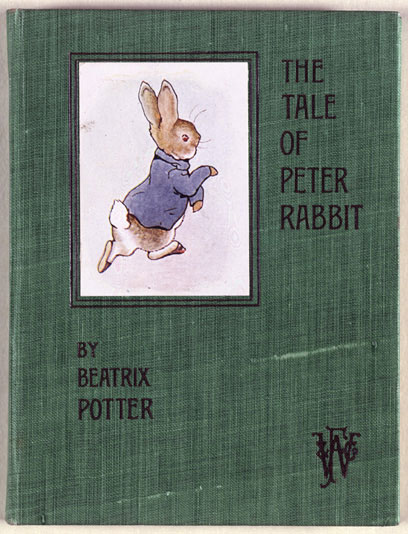 THE
TALE
OF
PETER
RABBIT
BY
BEATRIX
POTTER